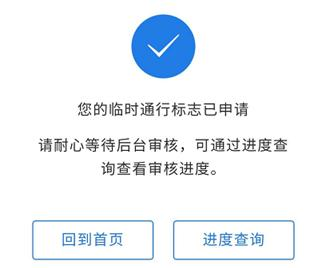 您的临时通行标志已申请
请耐心等待后台审核，可通过进度查
询查看审核进度。
回到首页
进度查询